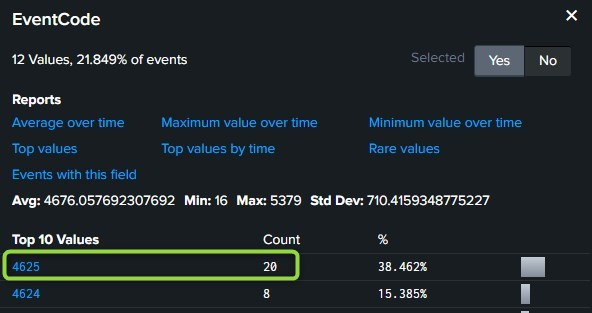 EventCode
12 Values, 21.849% of events
Selected Yes No
Reports
Average over time Maximum value over time Minimum value over time
Top values Top values by time Rare values
Events with this field
Avg: 4676.057692307692 Min: 16 Max: 5379 Std Dev: 710.4159348775227
Top 10 Values Count %
4625 20 38.462%
4624 8 15.385%